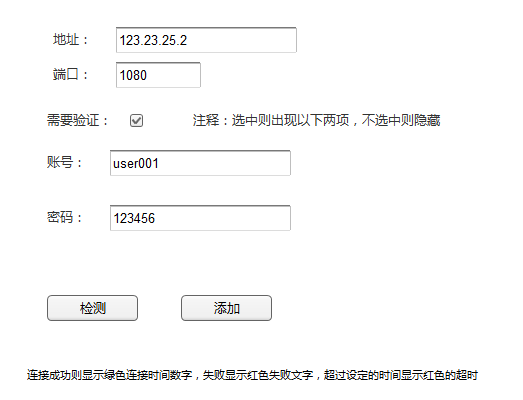 地址： 123.23.25.2
端口： 1080
需要验证： 注释：选中则出现以下两项，不选中则隐藏
账号： user001
密码： 123456
检测 添加
连接成功则显示绿色连接时间数字，失败显示红色失败文字，超过设定的时间显示红色的超时